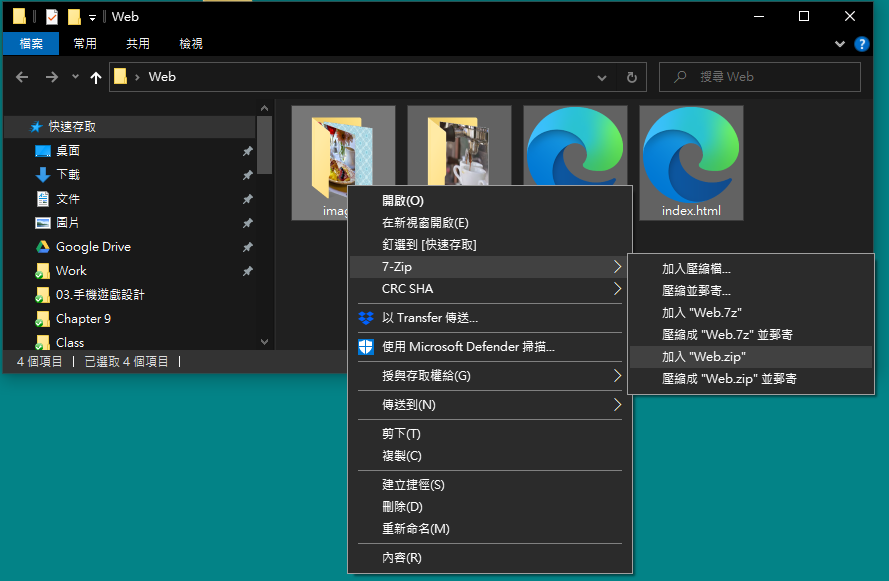 Web
檔案 常用 共用 檢視
Web
搜尋 Web
快速存取
桌面
下載
文件
圖片
Google Drive
Work
03.手機遊戲設計
Chapter 9
Class
4 個項目 已選取 4 個項目
imag
index.html
開啟(O)
在新視窗開啟(E)
釘選到 [快速存取]
7-Zip
CRC SHA
以 Transfer 傳送...
使用 Microsoft Defender 掃描...
授與存取權給(G)
傳送到(N)
剪下(T)
複製(C)
建立捷徑(S)
刪除(D)
重新命名(M)
內容(R)
加入壓縮檔...
壓縮並郵寄...
加入 "Web.7z"
壓縮成 "Web.7z" 並郵寄
加入 "Web.zip"
壓縮成 "Web.zip" 並郵寄